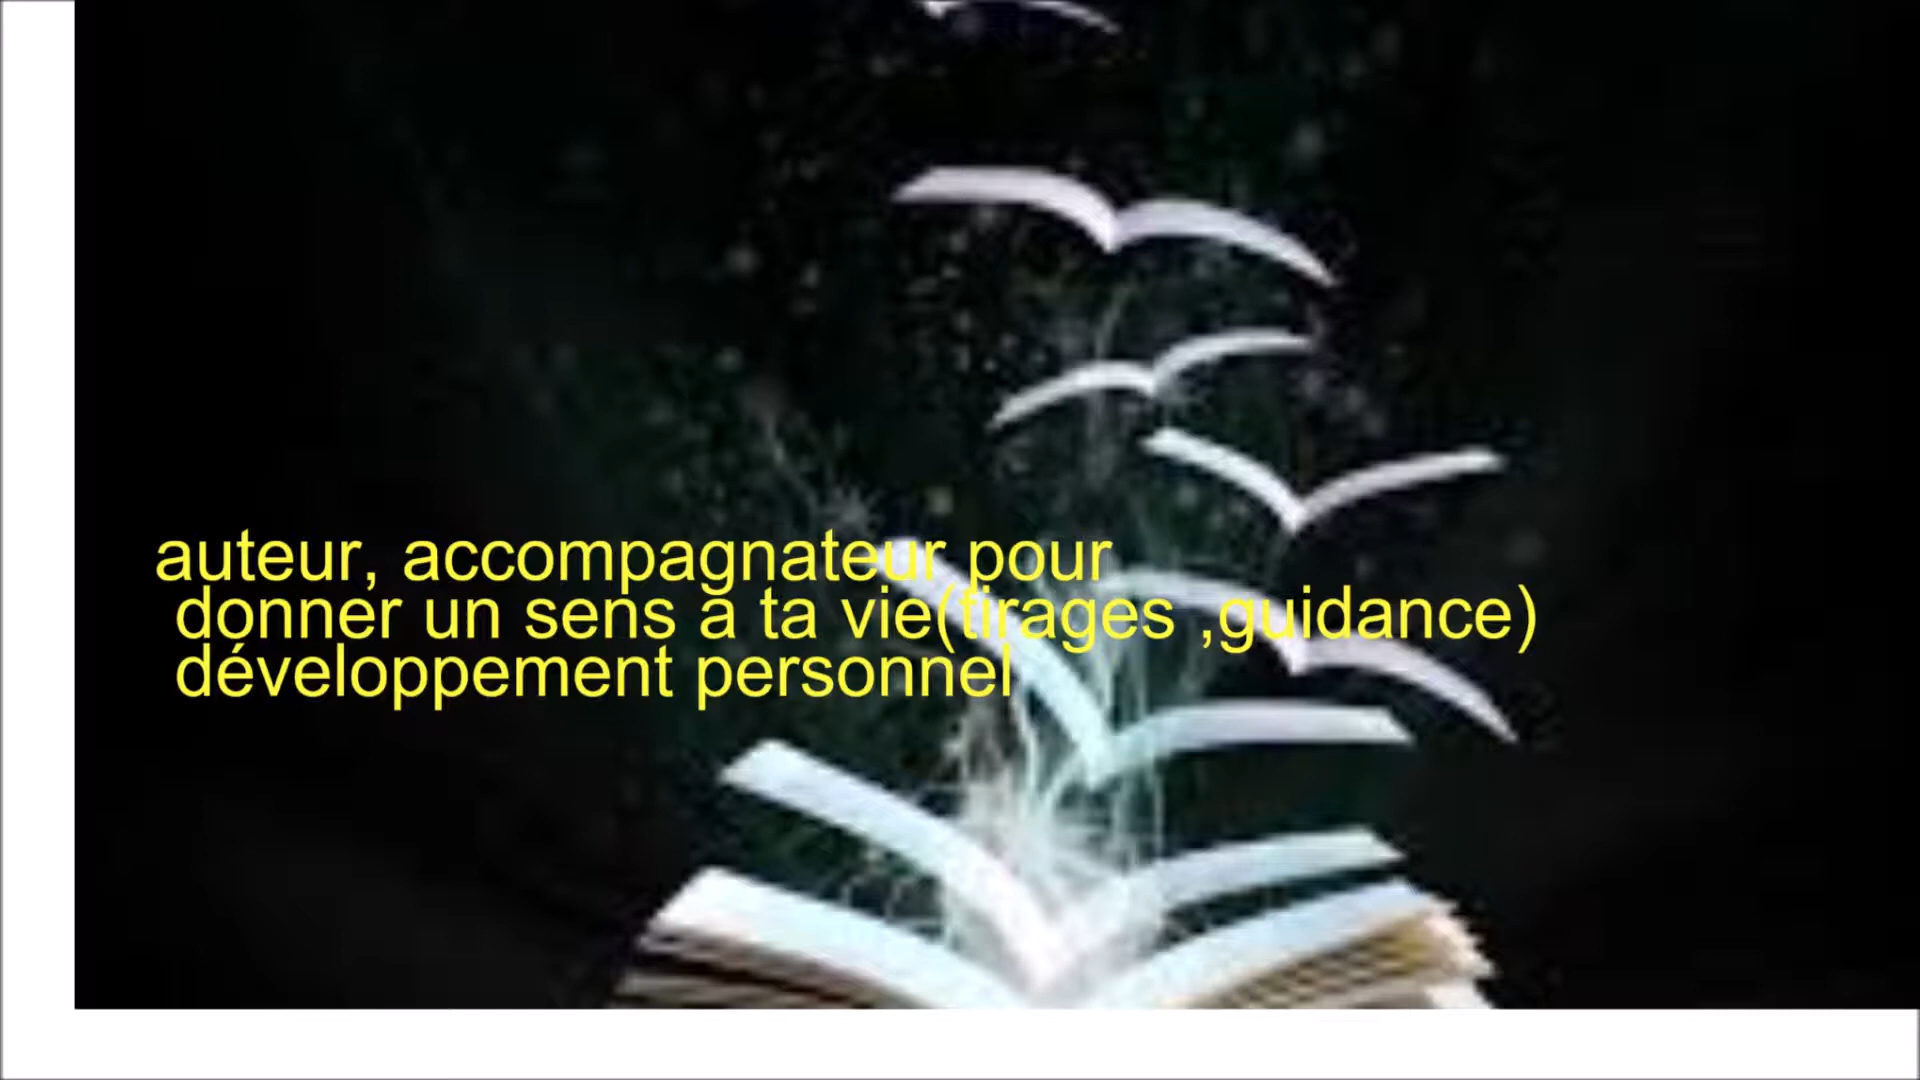 auteur, accompagnateur pour
donner un sens a ta vie(tirages ,guidance)
développement personnel